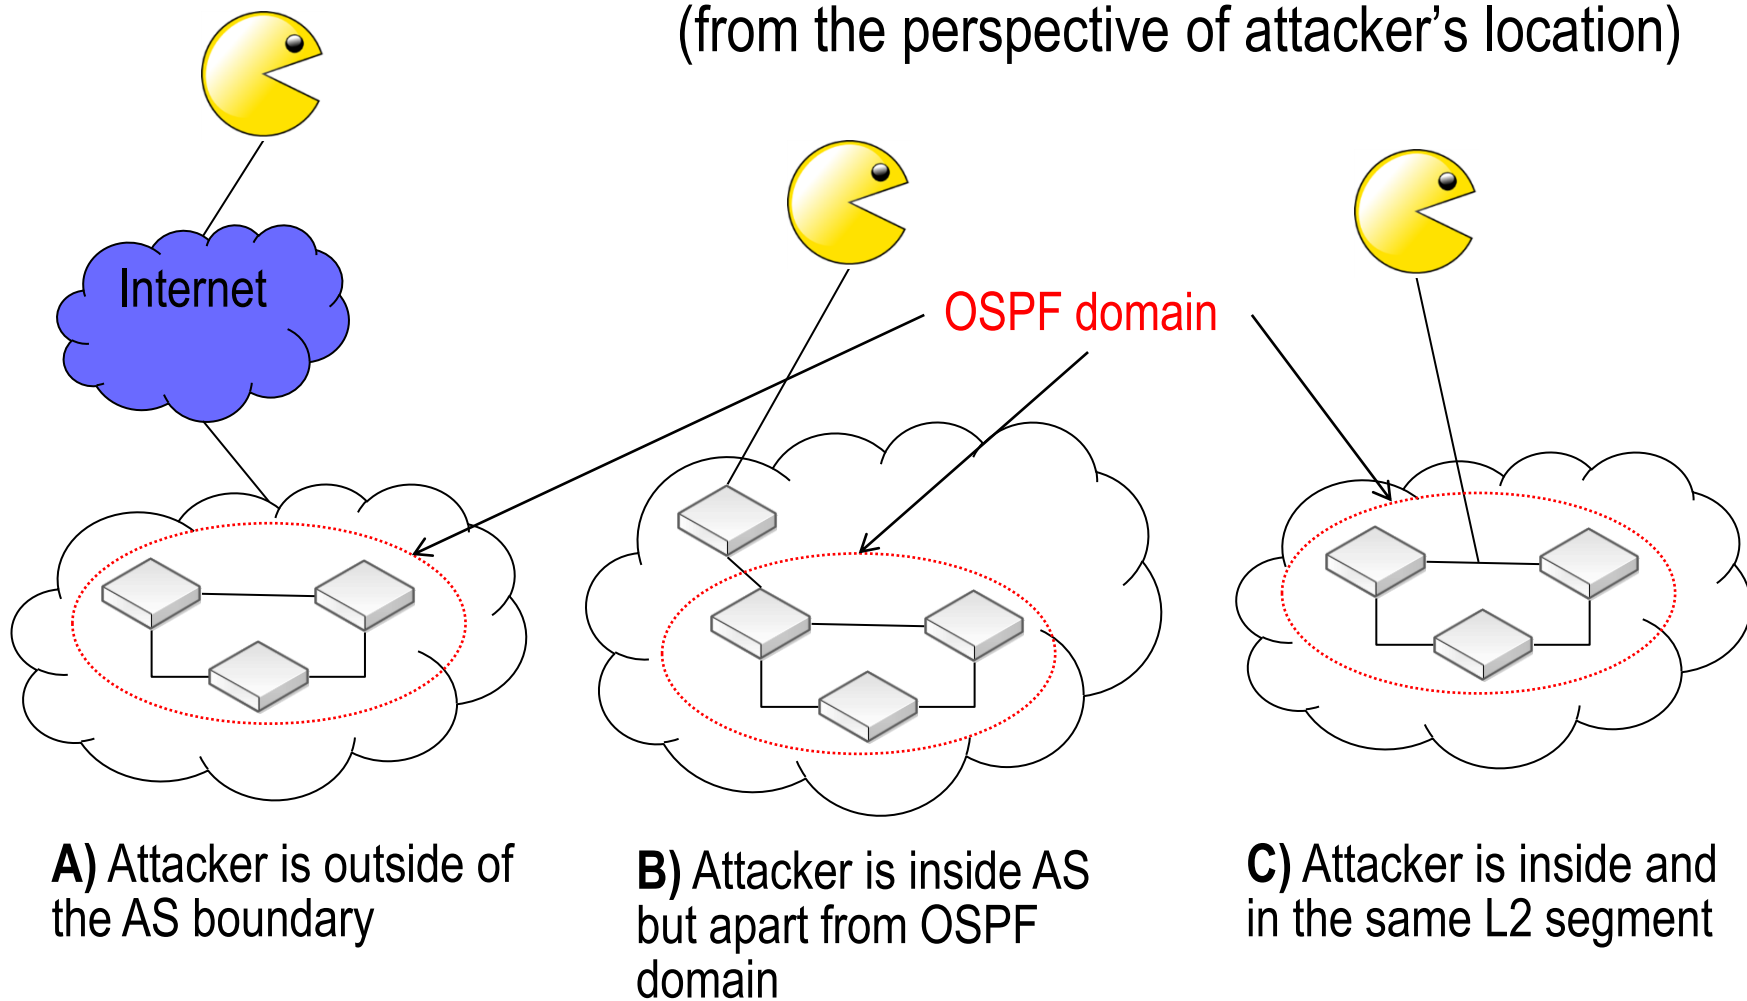 (from the perspective of attacker’s location)
Internet
OSPF domain
A) Attacker is outside of
the AS boundary
B) Attacker is inside AS
but apart from OSPF
domain
C) Attacker is inside and
in the same L2 segment